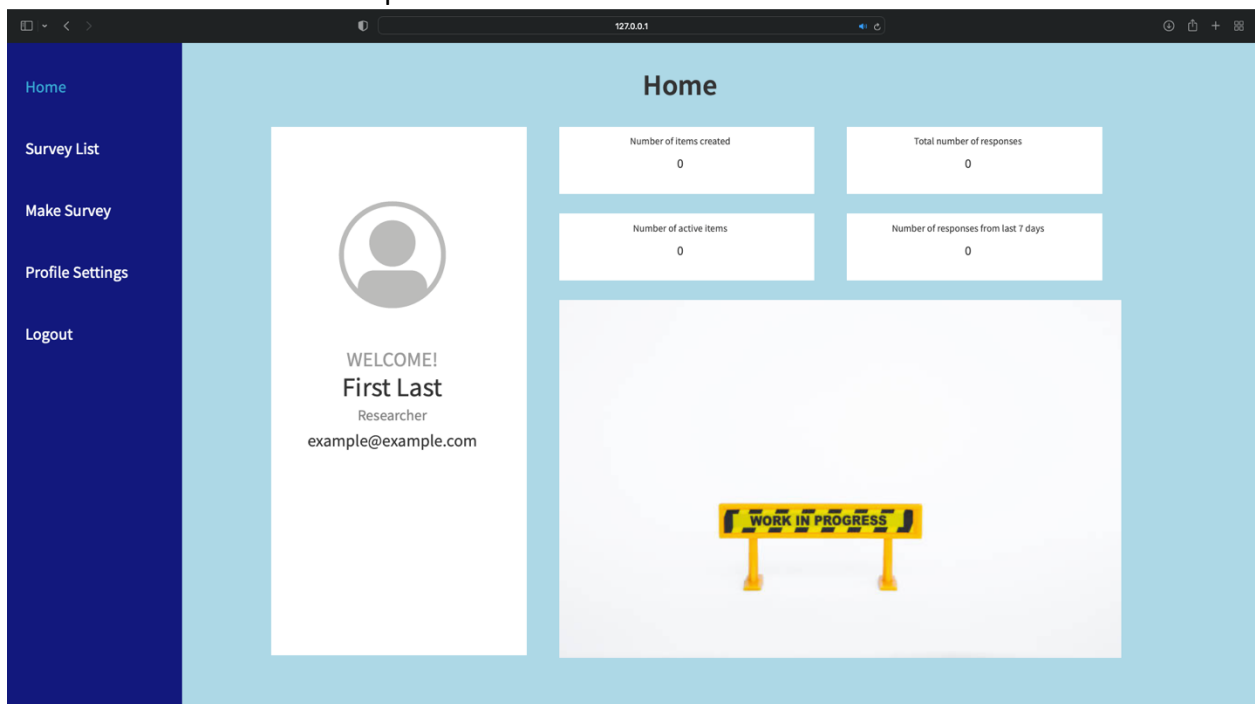 127.0.0.1
Home
Survey List
Make Survey
Profile Settings
Logout
Home
WELCOME!
First Last
Researcher
example@example.com
Number of items created
0
Total number of responses
0
Number of active items
0
Number of responses from last 7 days
0
WORK IN PROGRESS